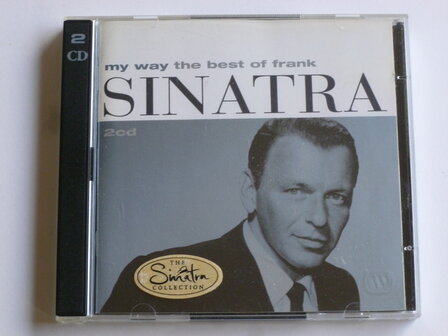 2
CD
my way the best of frank
SINATRA
2cd
THE
Sinatra
COLLECTION